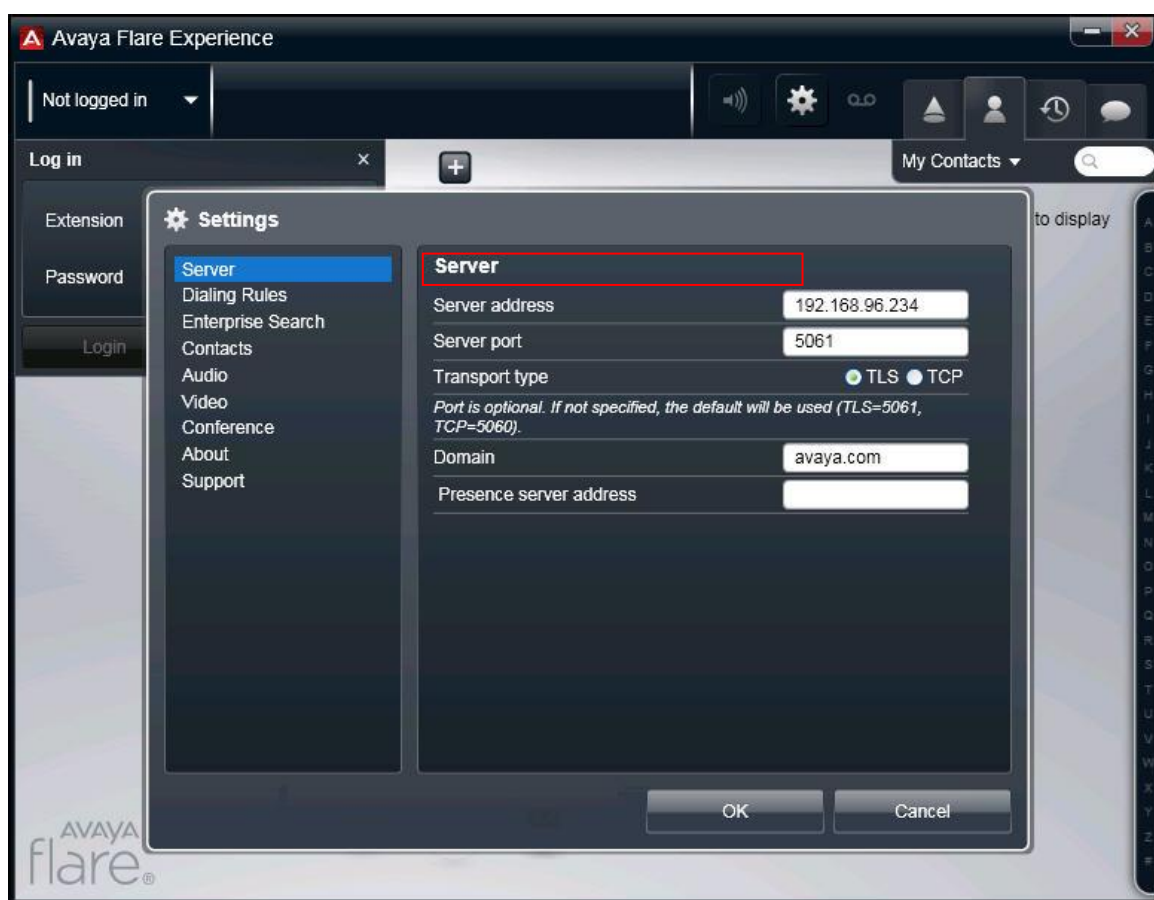 Avaya Flare Experience
Not logged in
Log in
My Contacts
Extension
Password
Login
to display
Settings
Server
Dialing Rules
Enterprise Search
Contacts
Audio
Video
Conference
About
Support
Server
Server address 192.168.96.234
Server port 5061
Transport type TLS TCP
Port is optional. If not specified, the default will be used (TLS=5061,
TCP=5060).
Domain avaya.com
Presence server address
OK Cancel
AVAYA
flare®
A
B
C
D
E
F
G
H
I
J
K
L
M
N
O
P
Q
R
S
T
U
V
W
X
Y
Z
#